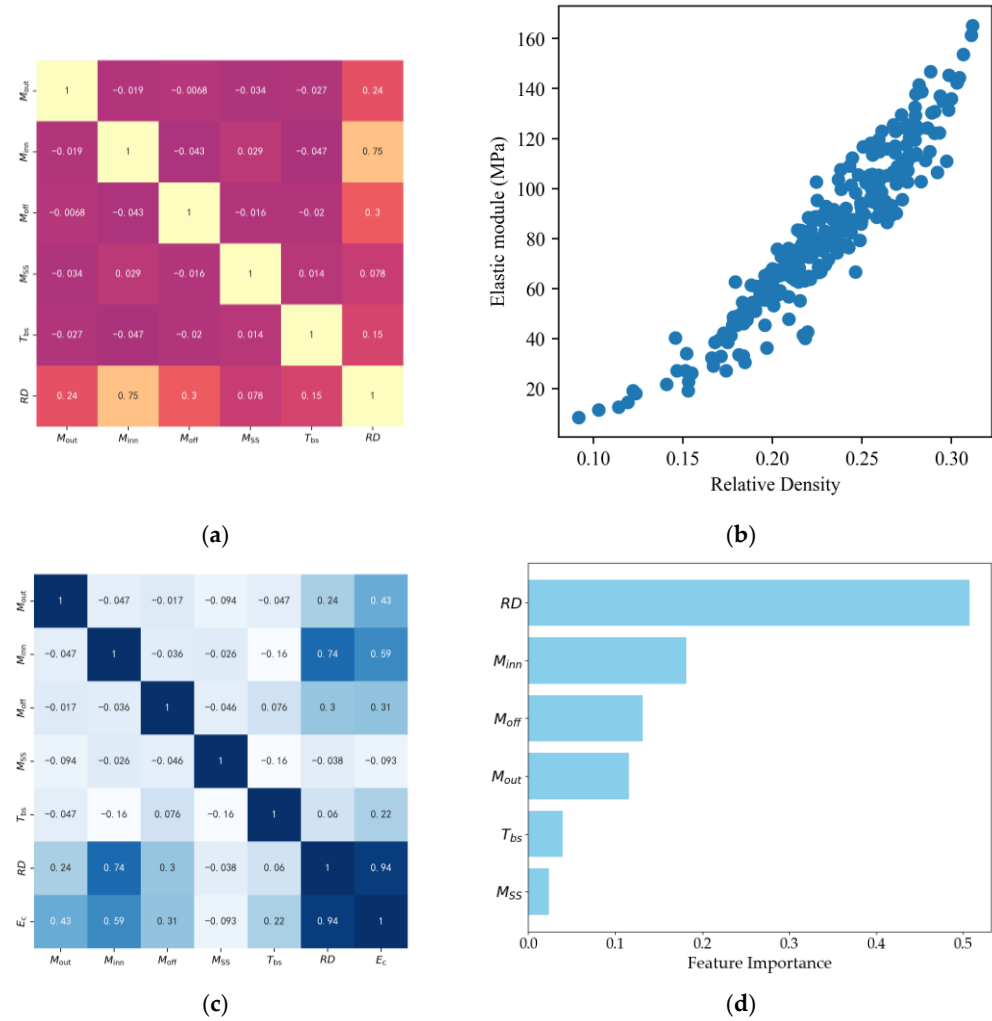 M_out 1 −0.019 −0.0068 −0.034 −0.027 0.24
M_inn −0.019 1 −0.043 0.029 −0.047 0.75
M_off −0.0068 −0.043 1 −0.016 −0.02 0.3
M_SS −0.034 0.029 −0.016 1 0.014 0.078
T_bs −0.027 −0.047 −0.02 0.014 1 0.15
RD 0.24 0.75 0.3 0.078 0.15 1
M_out M_inn M_off M_SS T_bs RD
(a)
Elastic module (MPa)
160
140
120
100
80
60
40
20
0.10 0.15 0.20 0.25 0.30
Relative Density
(b)
M_out 1 −0.047 −0.017 −0.094 −0.047 0.24 0.43
M_inn −0.047 1 −0.036 −0.026 −0.16 0.74 0.59
M_off −0.017 −0.036 1 −0.046 0.076 0.3 0.31
M_SS −0.094 −0.026 −0.046 1 −0.16 −0.038 −0.093
T_bs −0.047 −0.16 0.076 −0.16 1 0.06 0.22
RD 0.24 0.74 0.3 −0.038 0.06 1 0.94
E_c 0.43 0.59 0.31 −0.093 0.22 0.94 1
M_out M_inn M_off M_SS T_bs RD E_c
(c)
RD
M_inn
M_off
M_out
T_bs
M_SS
0.0 0.1 0.2 0.3 0.4 0.5
Feature Importance
(d)